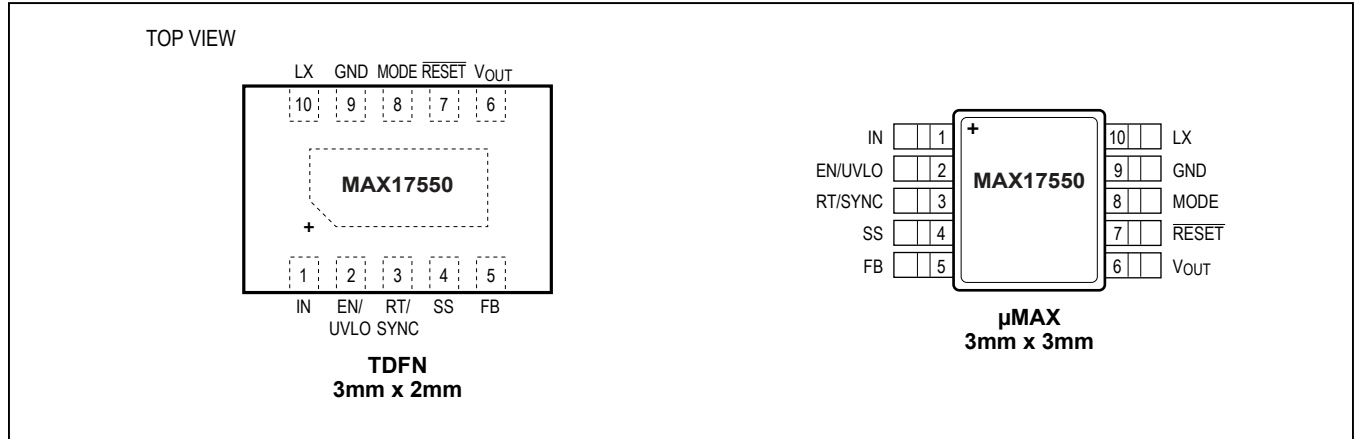 TOP VIEW
LX GND MODE RESET VOUT
10 9 8 7 6
MAX17550
+
1 2 3 4 5
IN EN/ RT/ SS FB
UVLO SYNC
TDFN
3mm x 2mm
IN 1 + 10 LX
EN/UVLO 2 MAX17550 9 GND
RT/SYNC 3 8 MODE
SS 4 7 RESET
FB 5 6 VOUT
µMAX
3mm x 3mm